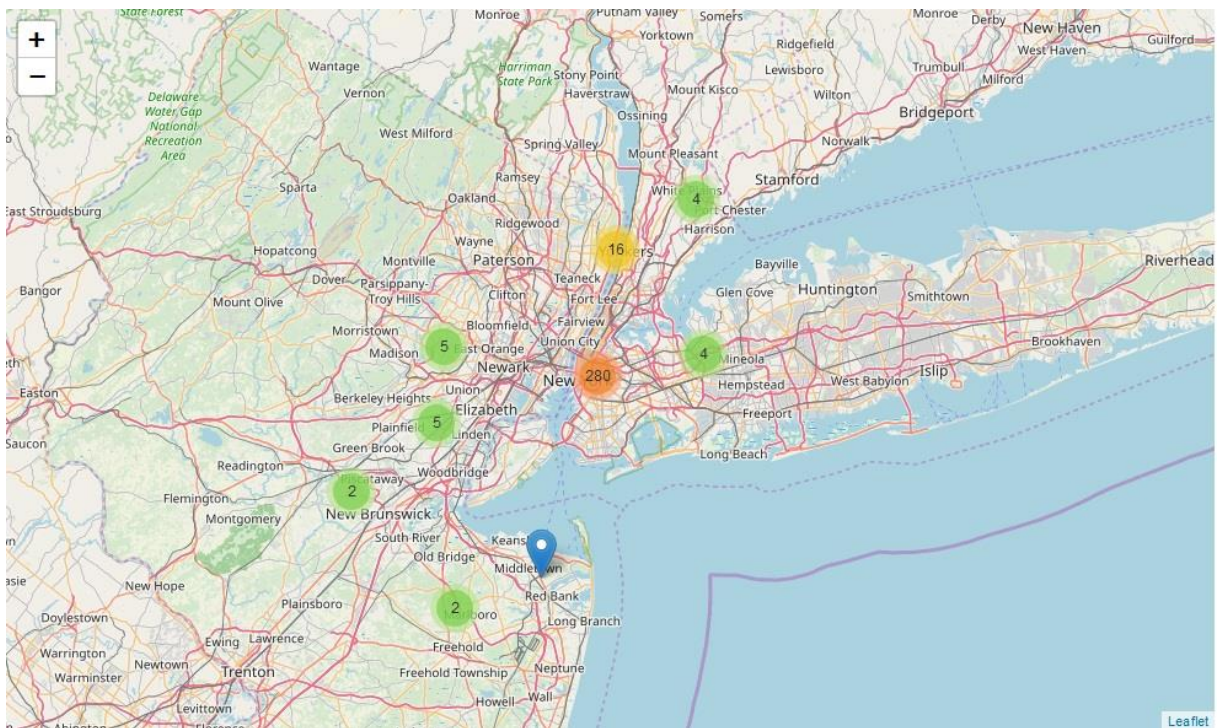 State Forest
Monroe
Putnam Valley
Somers
Monroe
Derby
New Haven
Guilford
+
−
Yorktown
Ridgefield
West Haven
Wantage
Harriman
State Park
Stony Point
Trumbull
Milford
Lewisboro
Vernon
Haverstraw
Mount Kisco
Wilton
Delaware
Water Gap
National
Recreation
Area
Ossining
Bridgeport
West Milford
Norwalk
Spring Valley
Mount Pleasant
Ramsey
Stamford
Sparta
Oakland
White Plains
4
East Stroudsburg
Ridgewood
Port Chester
Harrison
Wayne
16
Hopatcong
Montville
Paterson
Bayville
Riverhead
Dover
Parsippany-
Troy Hills
Teaneck
Glen Cove
Huntington
Smithtown
Bangor
Mount Olive
Clifton
Fort Lee
Fairview
Morristown
Bloomfield
Union City
Brookhaven
Madison
5
East Orange
4
Mineola
Newark
New
280
Hempstead
West Babylon
Islip
Easton
Union
Berkeley Heights
Elizabeth
Freeport
Plainfield
5
Linden
Saucon
Green Brook
Long Beach
Readington
Woodbridge
Piscataway
Flemington
2
Montgomery
New Brunswick
South River
Old Bridge
Middletown
New Hope
Red Bank
Plainsboro
2
Long Branch
Doylestown
Ewing
Lawrence
Freehold
Warrington
Newtown
Trenton
Freehold Township
Neptune
Warminster
Howell
Wall
Levittown
Leaflet